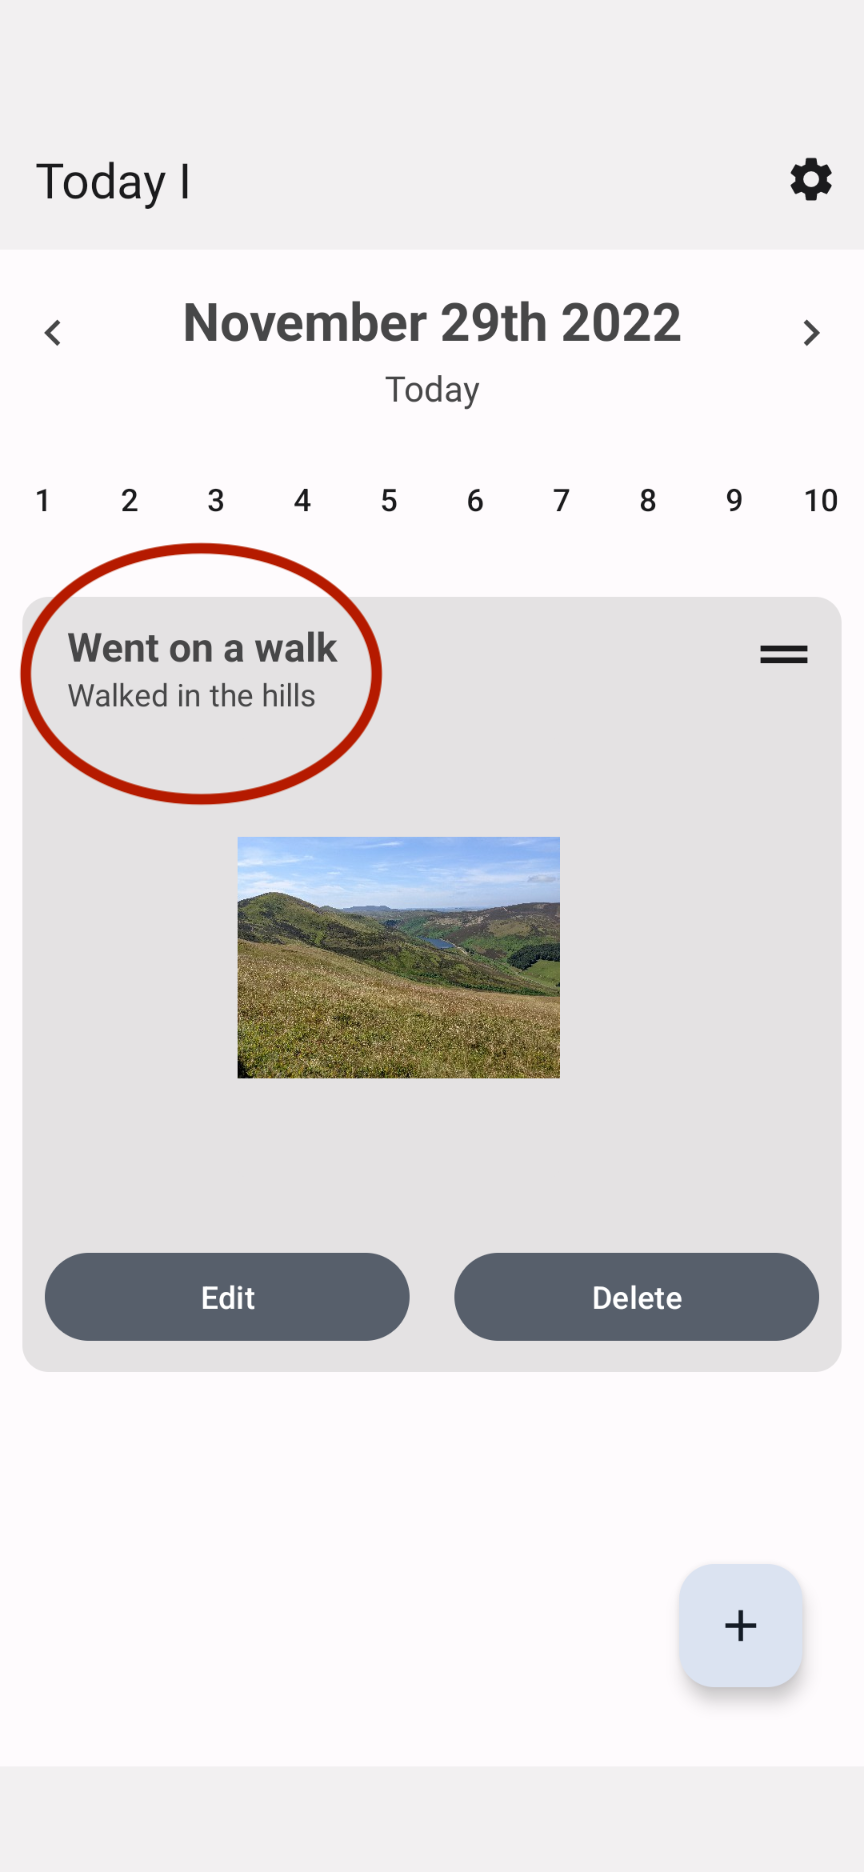 Today I
November 29th 2022
Today
1 2 3 4 5 6 7 8 9 10
Went on a walk
Walked in the hills
Edit Delete
+